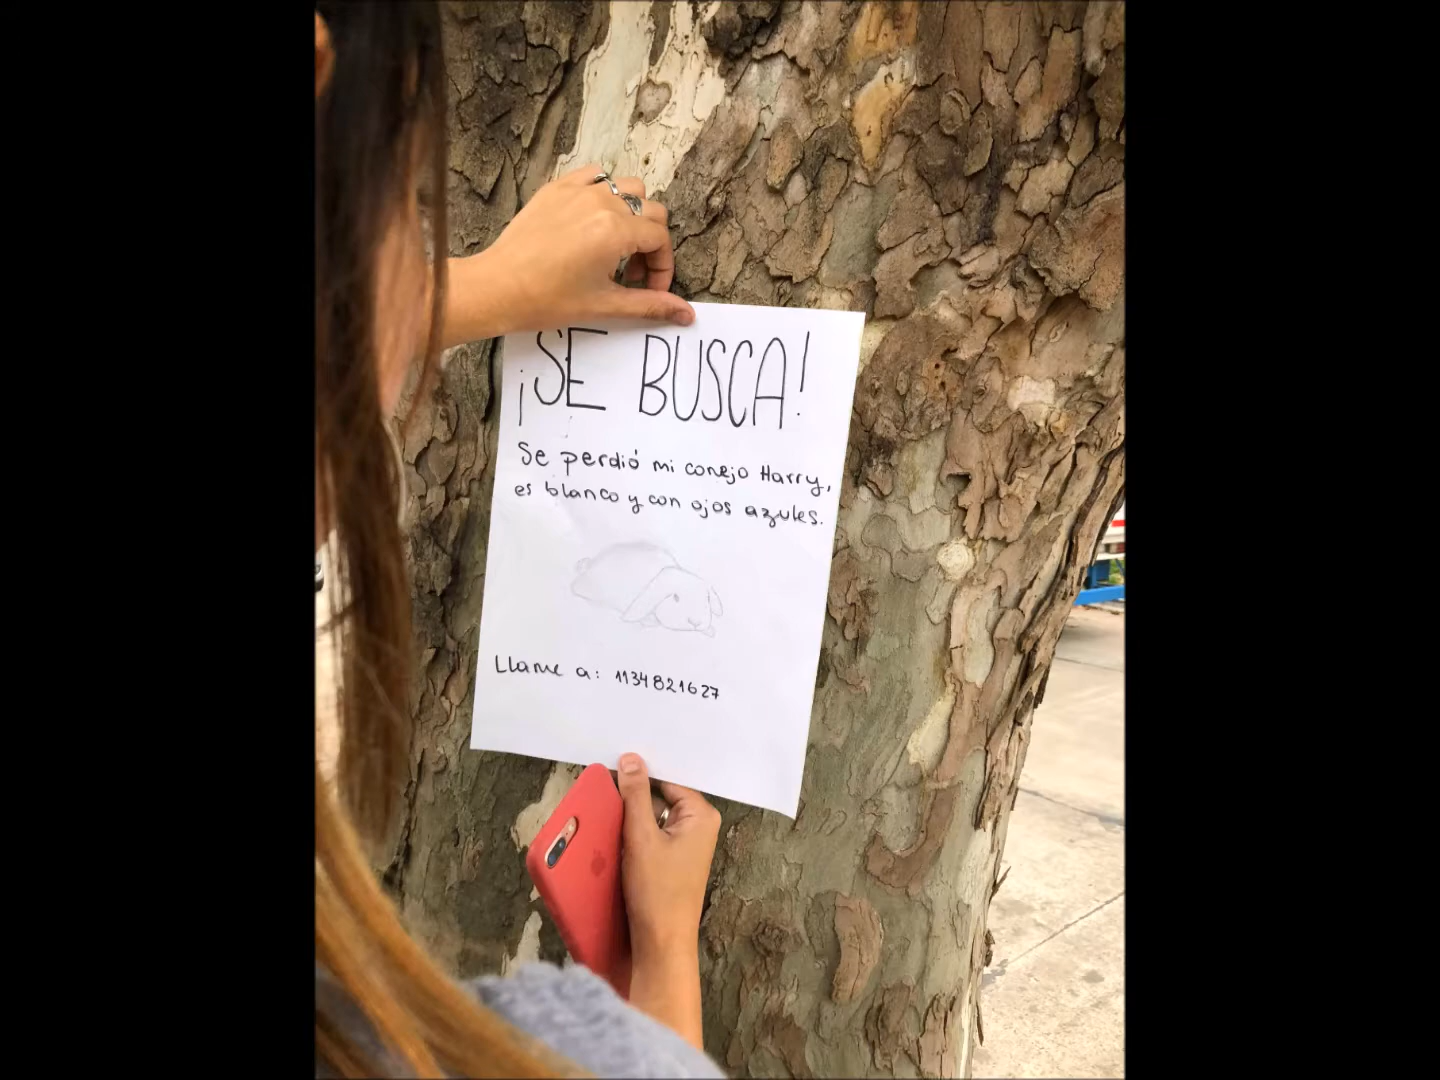 ¡SE BUSCA!
Se perdió mi conejo Harry,
es blanco y con ojos azules.
Llame a: 1134821627